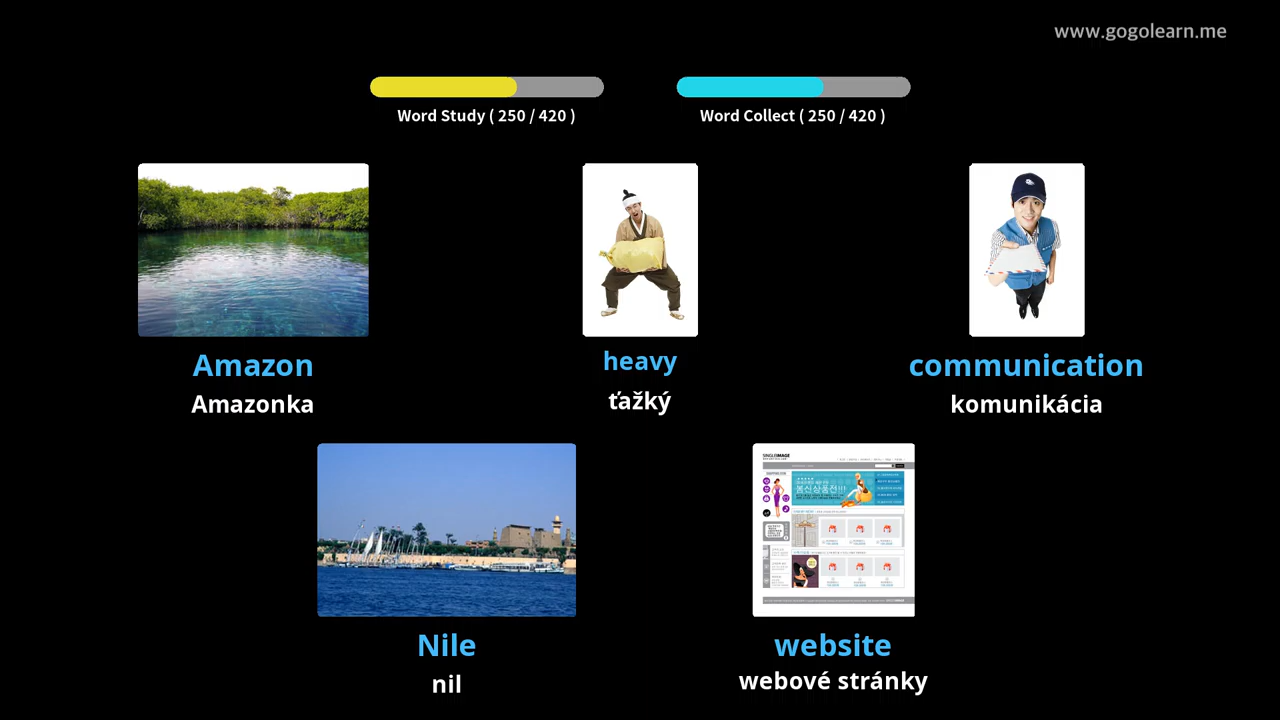 www.gogolearn.me
Word Study ( 250 / 420 )
Word Collect ( 250 / 420 )
Amazon
Amazonka
heavy
ťažký
communication
komunikácia
Nile
nil
website
webové stránky